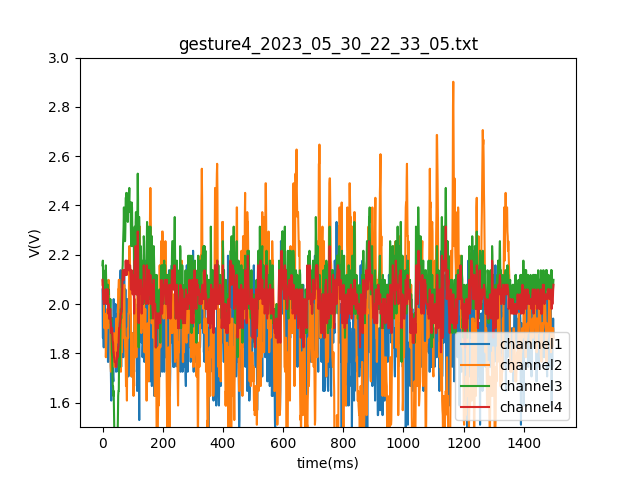 gesture4_2023_05_30_22_33_05.txt
3.0
2.8
2.6
2.4
2.2
2.0
1.8
1.6
V(V)
channel1
channel2
channel3
channel4
0 200 400 600 800 1000 1200 1400
time(ms)